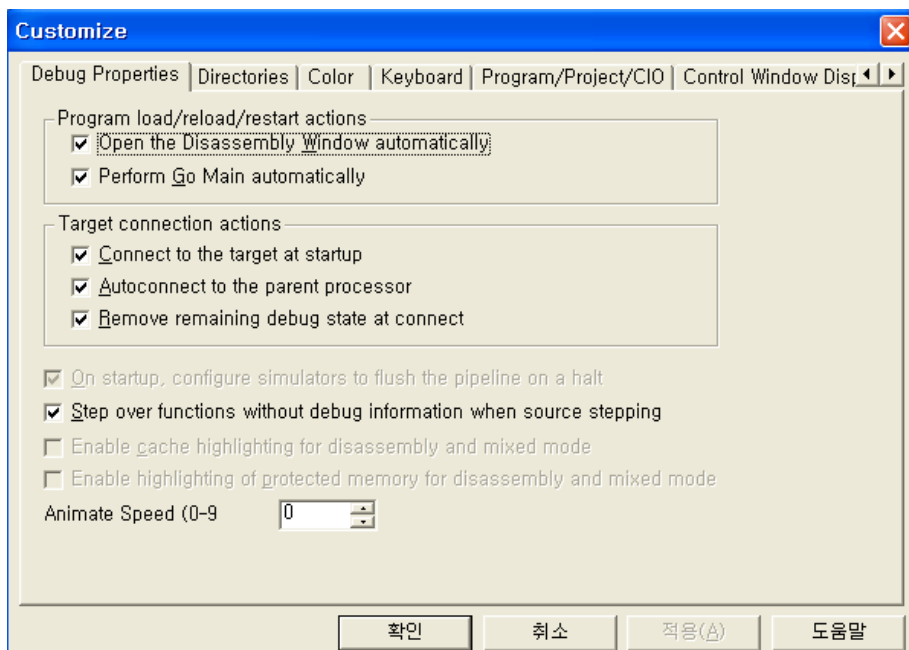 Customize
Debug Properties Directories Color Keyboard Program/Project/CIO Control Window Disp
Program load/reload/restart actions
Open the Disassembly Window automatically
Perform Go Main automatically
Target connection actions
Connect to the target at startup
Autoconnect to the parent processor
Remove remaining debug state at connect
On startup, configure simulators to flush the pipeline on a halt
Step over functions without debug information when source stepping
Enable cache highlighting for disassembly and mixed mode
Enable highlighting of protected memory for disassembly and mixed mode
Animate Speed (0-9 0
확인 취소 적용(A) 도움말